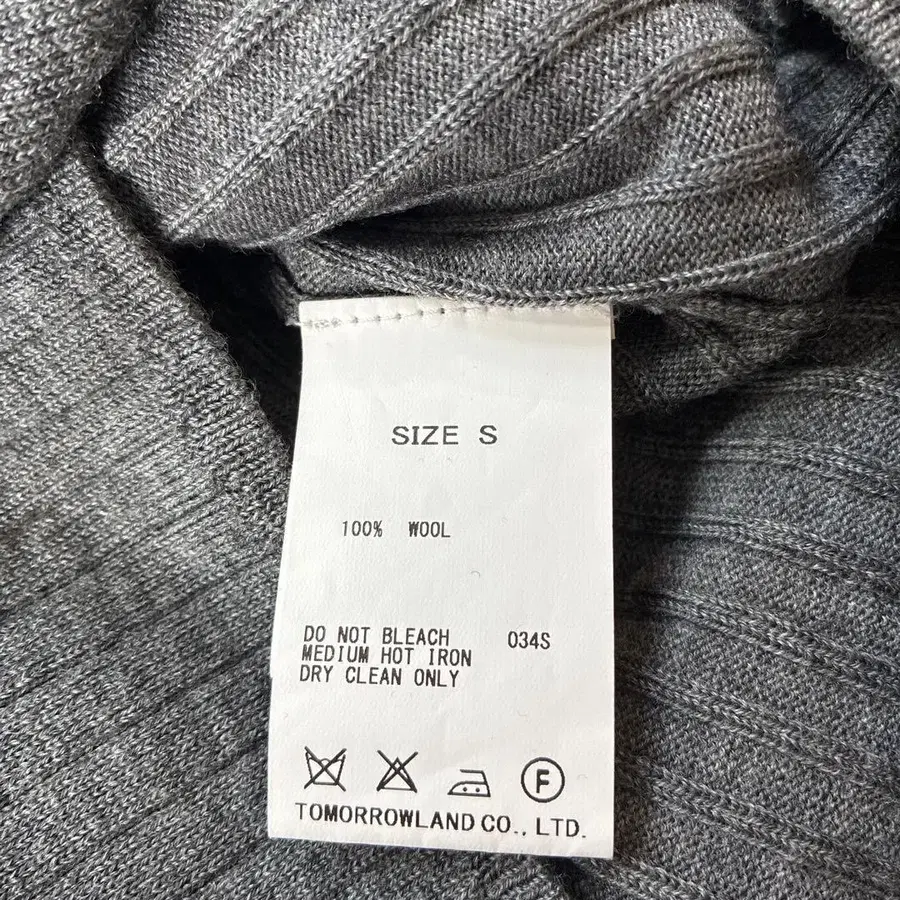 SIZE S
100% WOOL
DO NOT BLEACH 034S
MEDIUM HOT IRON
DRY CLEAN ONLY
F
TOMORROWLAND CO., LTD.